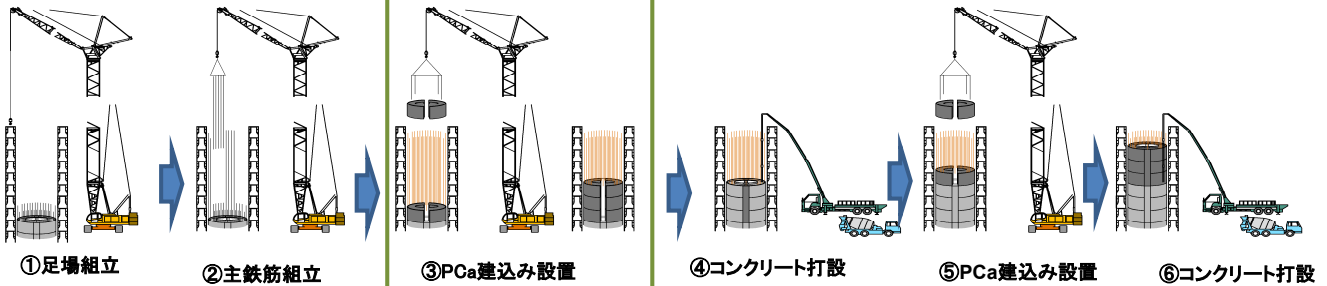 ①足場組立
②主鉄筋組立
③PCa建込み設置
④コンクリート打設
⑤PCa建込み設置
⑥コンクリート打設